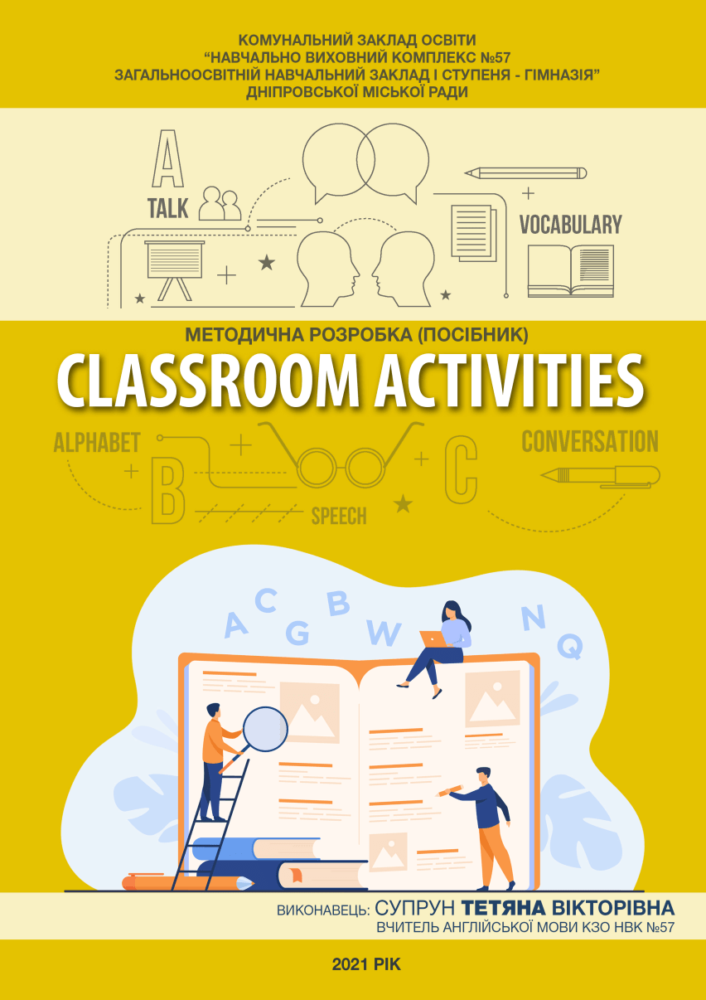 КОМУНАЛЬНИЙ ЗАКЛАД ОСВІТИ
“НАВЧАЛЬНО ВИХОВНИЙ КОМПЛЕКС №57
ЗАГАЛЬНООСВІТНІЙ НАВЧАЛЬНИЙ ЗАКЛАД І СТУПЕНЯ - ГІМНАЗІЯ”
ДНІПРОВСЬКОЇ МІСЬКОЇ РАДИ
A
TALK
VOCABULARY
МЕТОДИЧНА РОЗРОБКА (ПОСІБНИК)
CLASSROOM ACTIVITIES
ALPHABET
CONVERSATION
B
C
SPEECH
A C G B W N Q
ВИКОНАВЕЦЬ: СУПРУН ТЕТЯНА ВІКТОРІВНА
ВЧИТЕЛЬ АНГЛІЙСЬКОЇ МОВИ КЗО НВК №57
2021 РІК